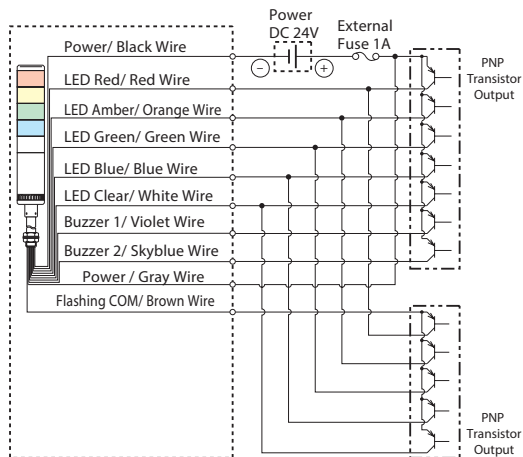 Power
DC 24V
External
Fuse 1A
Power/ Black Wire
PNP
Transistor
Output
LED Red/ Red Wire
LED Amber/ Orange Wire
LED Green/ Green Wire
LED Blue/ Blue Wire
LED Clear/ White Wire
Buzzer 1/ Violet Wire
Buzzer 2/ Skyblue Wire
Power / Gray Wire
Flashing COM/ Brown Wire
PNP
Transistor
Output